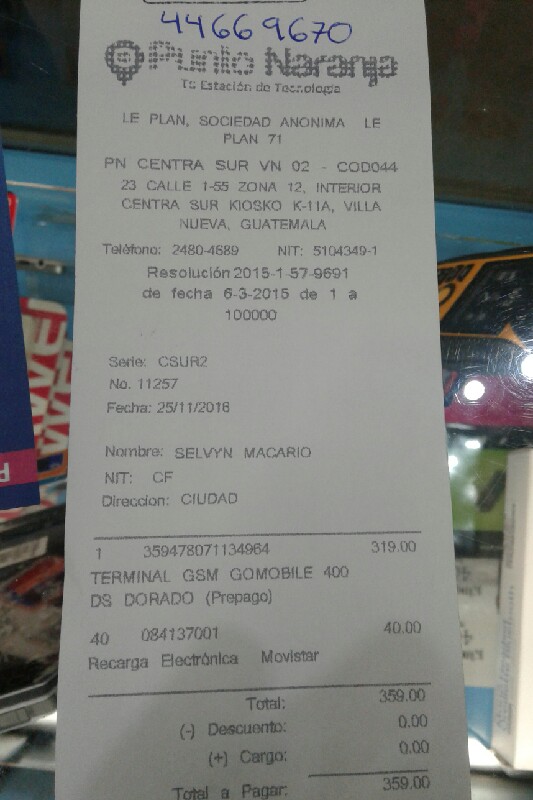 44669670
Punto Naranja
Tu Estación de Tecnología
LE PLAN, SOCIEDAD ANONIMA LE
PLAN 71
PN CENTRA SUR VN 02 - COD044
23 CALLE 1-55 ZONA 12, INTERIOR
CENTRA SUR KIOSKO K-11A, VILLA
NUEVA, GUATEMALA
Teléfono: 2480-4889 NIT: 5104349-1
Resolución 2015-1-57-9691
de fecha 6-3-2015 de 1 a
100000
Serie: CSUR2
No. 11257
Fecha: 25/11/2016
Nombre: SELVYN MACARIO
NIT: CF
Direccion: CIUDAD
1 359478071134964 319.00
TERMINAL GSM GOMOBILE 400
DS DORADO (Prepago)
40 084137001 40.00
Recarga Electrónica Movistar
Total: 359.00
(-) Descuento: 0.00
(+) Cargo: 0.00
Total a Pagar: 359.00